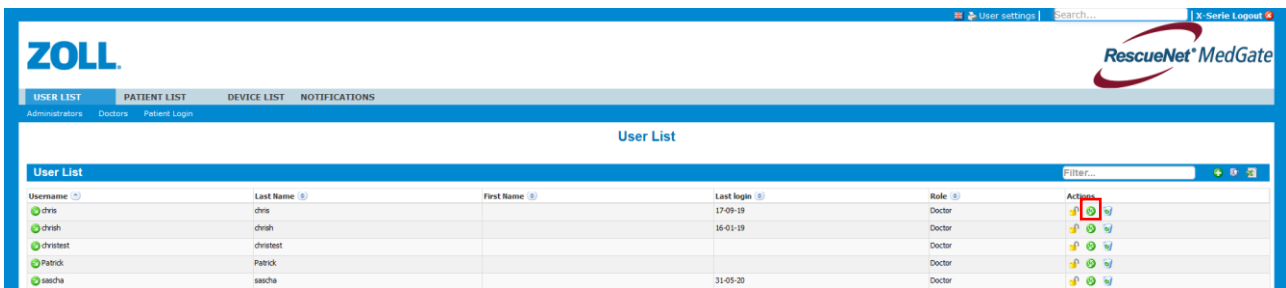 User settings | Search... | X-Serie Logout
ZOLL.
RescueNet® MedGate
USER LIST PATIENT LIST DEVICE LIST NOTIFICATIONS
Administrators Doctors Patient Login
User List
User List Filter...
Username Last Name First Name Last login Role Actions
chris chris 17-09-19 Doctor
chrish chrish 16-01-19 Doctor
christest christest Doctor
Patrick Patrick Doctor
sascha sascha 31-05-20 Doctor